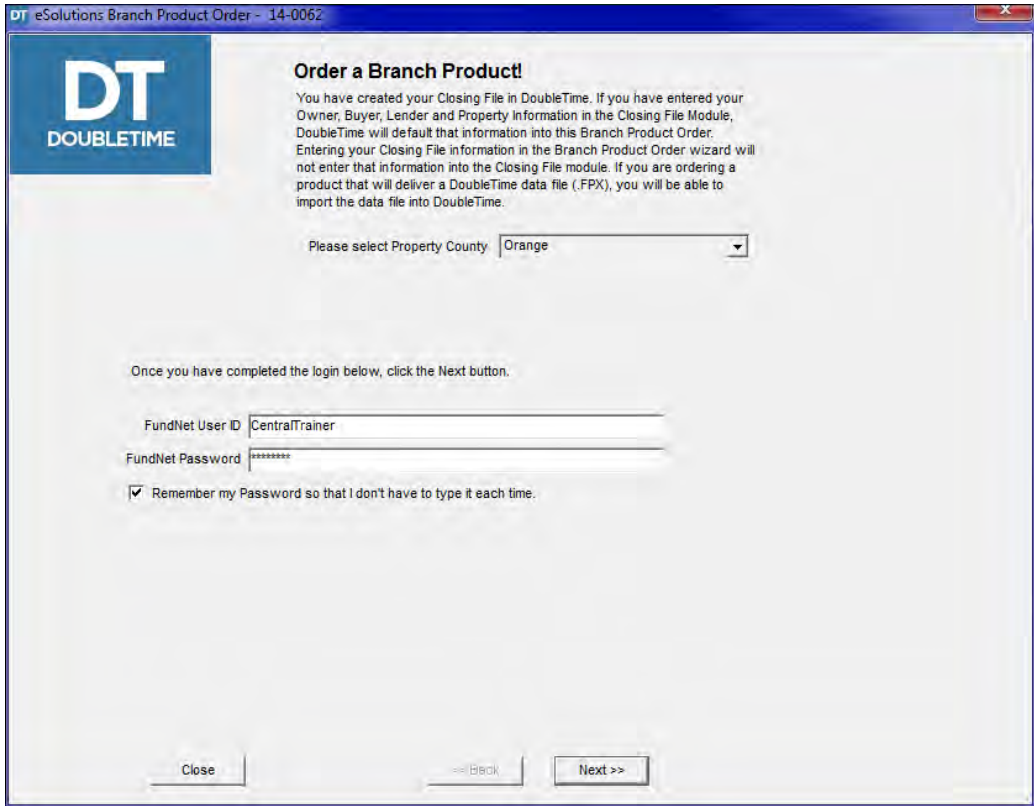 DT eSolutions Branch Product Order - 14-0062
DT
DOUBLETIME
Order a Branch Product!
You have created your Closing File in DoubleTime. If you have entered your
Owner, Buyer, Lender and Property Information in the Closing File Module,
DoubleTime will default that information into this Branch Product Order.
Entering your Closing File information in the Branch Product Order wizard will
not enter that information into the Closing File module. If you are ordering a
product that will deliver a DoubleTime data file (.FPX), you will be able to
import the data file into DoubleTime.
Please select Property County Orange
Once you have completed the login below, click the Next button.
FundNet User ID CentralTrainer
FundNet Password ********
Remember my Password so that I don't have to type it each time.
Close << Back Next >>